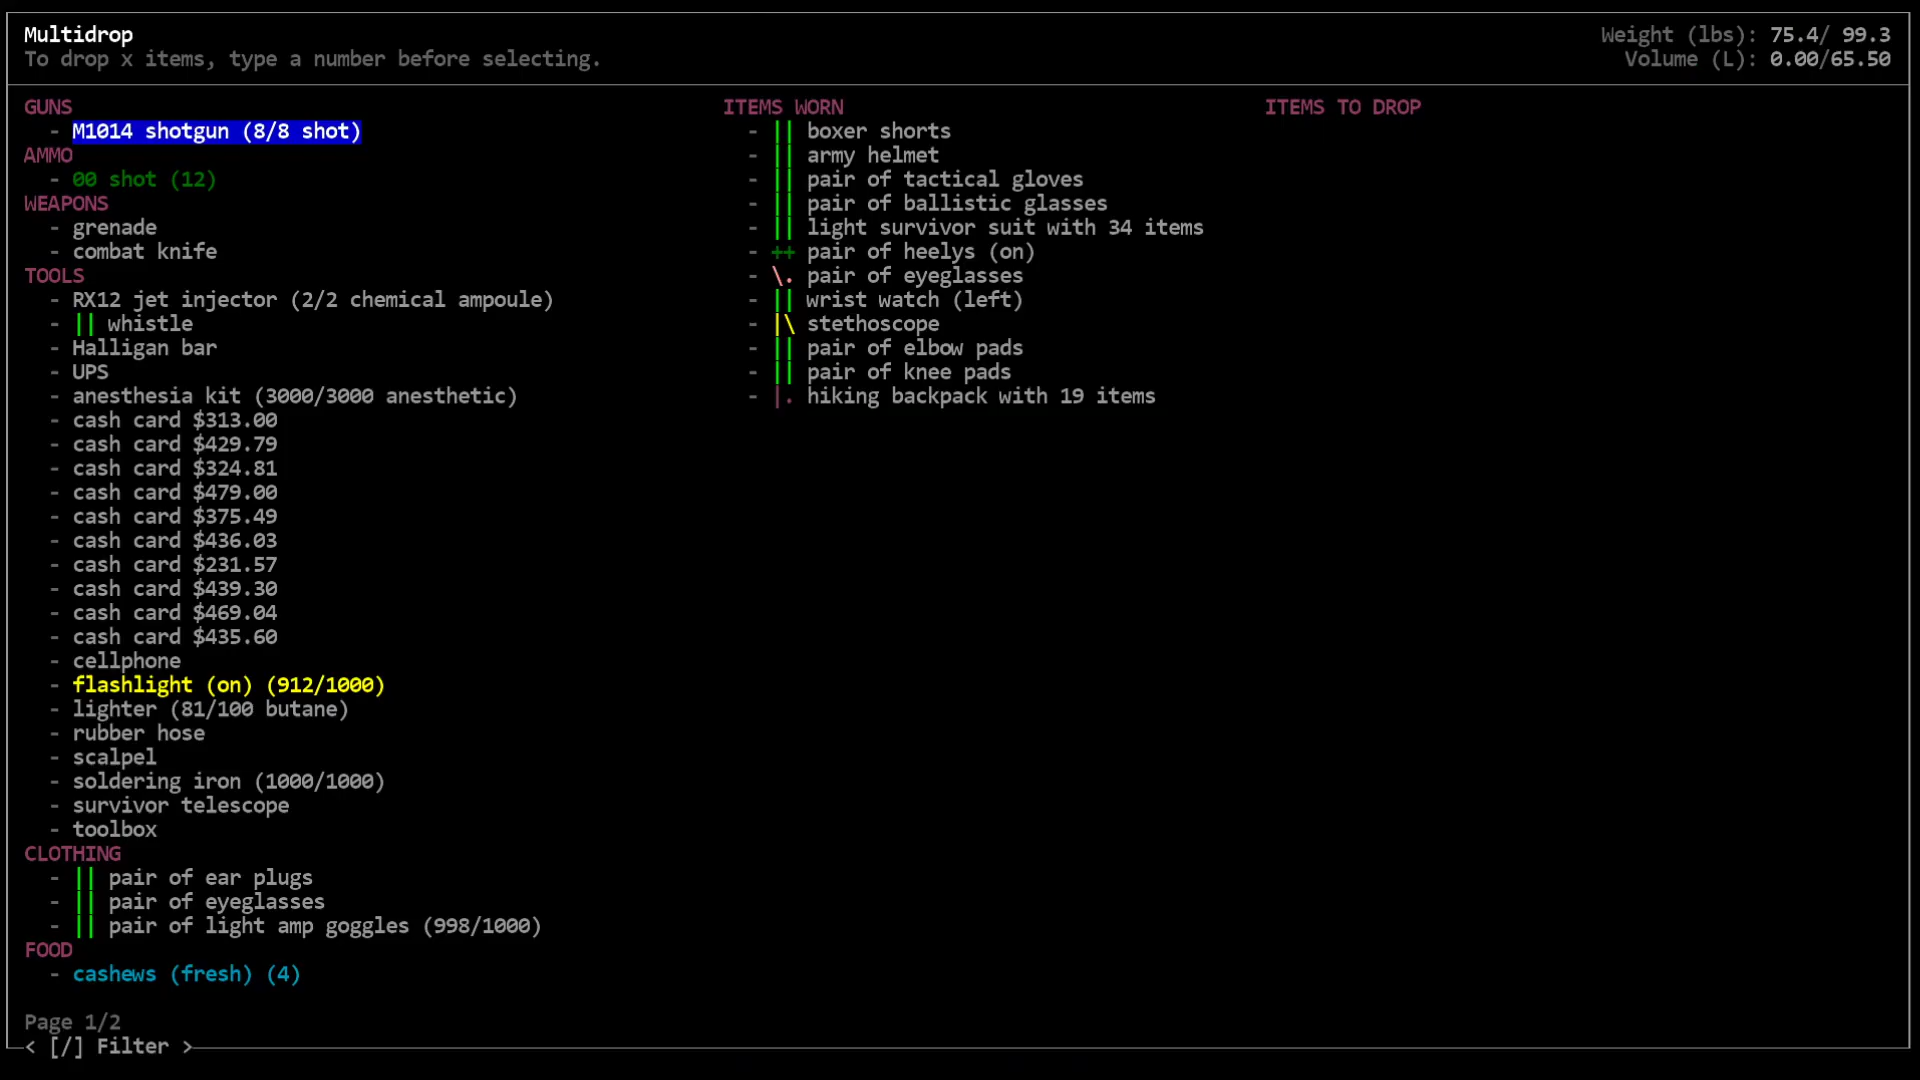 Multidrop
To drop x items, type a number before selecting.
Weight (lbs): 75.4/ 99.3
Volume (L): 0.00/65.50
GUNS
- M1014 shotgun (8/8 shot)
AMMO
- 00 shot (12)
WEAPONS
- grenade
- combat knife
TOOLS
- RX12 jet injector (2/2 chemical ampoule)
- || whistle
- Halligan bar
- UPS
- anesthesia kit (3000/3000 anesthetic)
- cash card $313.00
- cash card $429.79
- cash card $324.81
- cash card $479.00
- cash card $375.49
- cash card $436.03
- cash card $231.57
- cash card $439.30
- cash card $469.04
- cash card $435.60
- cellphone
- flashlight (on) (912/1000)
- lighter (81/100 butane)
- rubber hose
- scalpel
- soldering iron (1000/1000)
- survivor telescope
- toolbox
CLOTHING
- || pair of ear plugs
- || pair of eyeglasses
- || pair of light amp goggles (998/1000)
FOOD
- cashews (fresh) (4)
ITEMS WORN
- || boxer shorts
- || army helmet
- || pair of tactical gloves
- || pair of ballistic glasses
- || light survivor suit with 34 items
- ++ pair of heelys (on)
- \. pair of eyeglasses
- || wrist watch (left)
- |\ stethoscope
- || pair of elbow pads
- || pair of knee pads
- |. hiking backpack with 19 items
ITEMS TO DROP
Page 1/2
< [/] Filter >